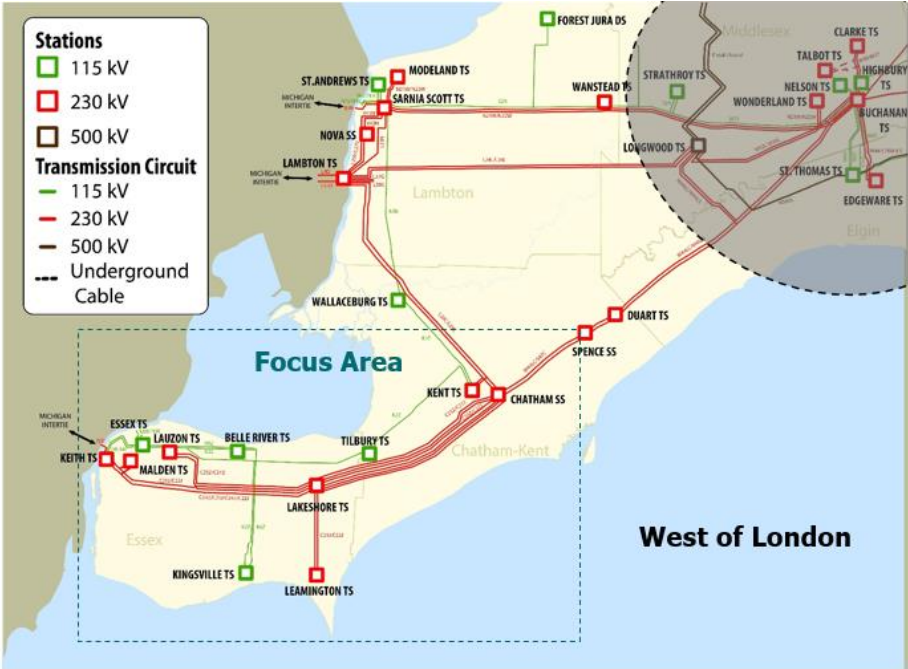 Stations
115 kV
230 kV
500 kV
Transmission Circuit
115 kV
230 kV
500 kV
Underground
Cable
FOREST JURA DS
Middlesex
CLARKE TS
TALBOT TS
HIGHBURY
TS
NELSON TS
STRATHROY TS
WONDERLAND TS
BUCHANAN
TS
ST.ANDREWS TS
MODELAND TS
MICHIGAN
INTERTIE
SARNIA SCOTT TS
WANSTEAD TS
NOVA SS
LONGWOOD TS
LAMBTON TS
MICHIGAN
INTERTIE
ST. THOMAS TS
EDGEWARE TS
Lambton
Elgin
WALLACEBURG TS
DUART TS
SPENCE SS
Focus Area
KENT TS
CHATHAM SS
MICHIGAN
INTERTIE
ESSEX TS
LAUZON TS
BELLE RIVER TS
TILBURY TS
KEITH TS
MALDEN TS
Chatham-Kent
LAKESHORE TS
Essex
West of London
KINGSVILLE TS
LEAMINGTON TS